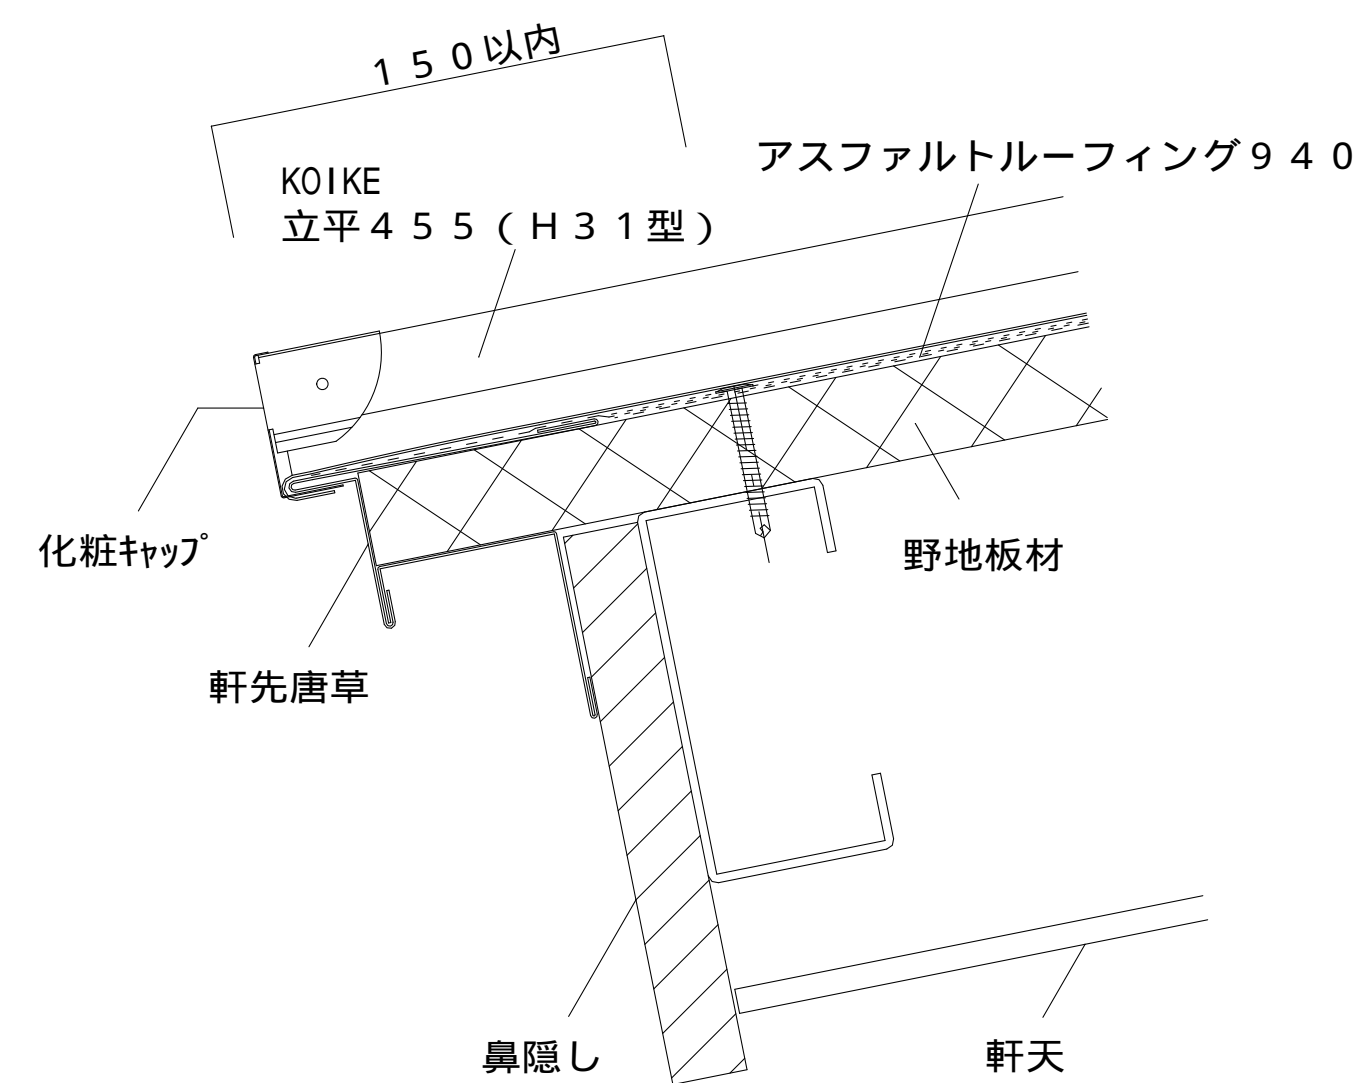 １５０以内
アスファルトルーフィング９４０
KOIKE
立平４５５（Ｈ３１型）
化粧ｷｬｯﾌﾟ
野地板材
軒先唐草
鼻隠し
軒天